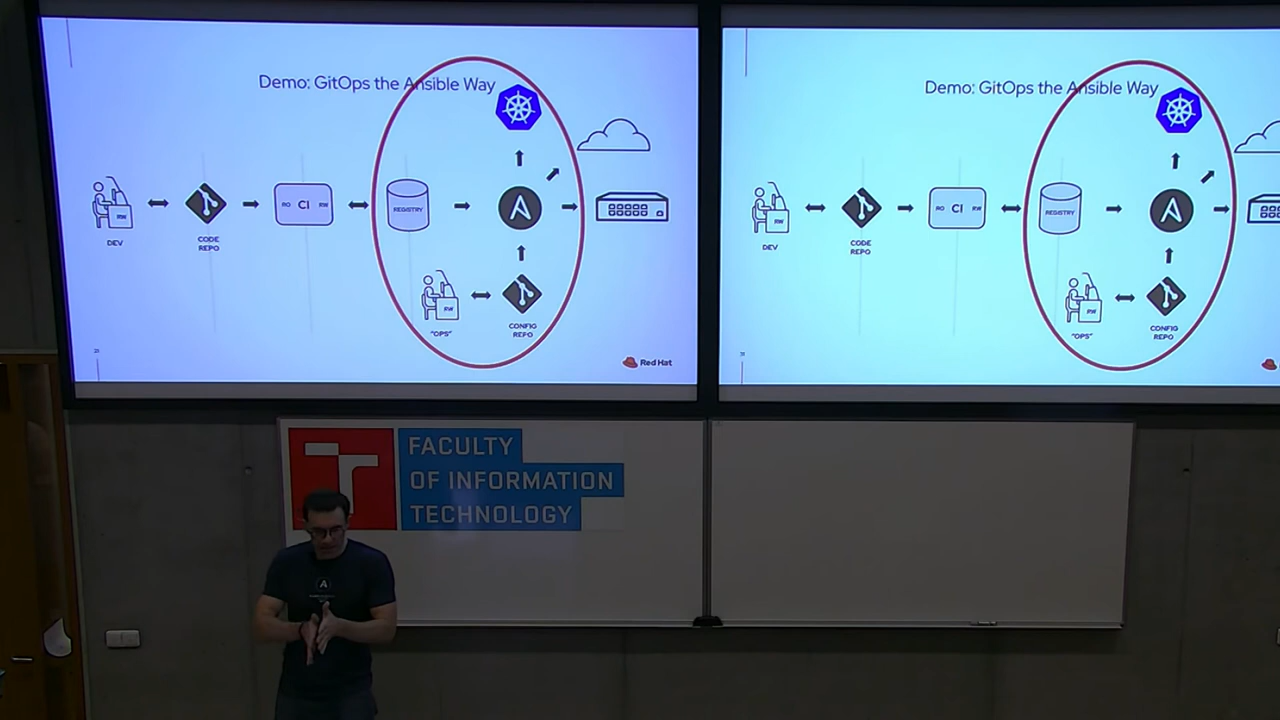 Demo: GitOps the Ansible Way
RO CI RW
REGISTRY
RW
DEV
CODE
REPO
RW
"OPS"
CONFIG
REPO
Red Hat
Demo: GitOps the Ansible Way
RO CI RW
REGISTRY
RW
DEV
CODE
REPO
RW
"OPS"
CONFIG
REPO
FACULTY
OF INFORMATION
TECHNOLOGY